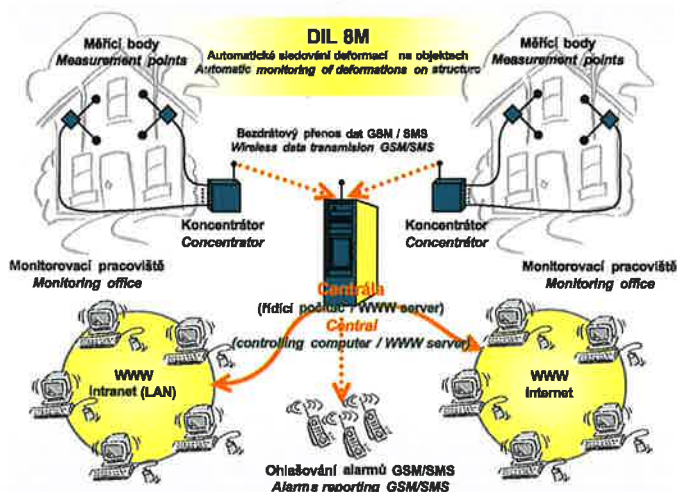 DIL 8M
Automatické sledování deformací na objektech
Automatic monitoring of deformations on structure
Měřící body
Measurement points
Měřící body
Measurement points
Bezdrátový přenos dat GSM / SMS
Wireless data transmision GSM/SMS
Koncentrátor
Concentrator
Koncentrátor
Concentrátor
Monitorovací pracoviště
Monitoring office
Monitorovací pracoviště
Monitoring office
Centrála
(řídící počítač / WWW server)
Central
(controlling computer / WWW server)
WWW
intranet (LAN)
WWW
Internet
Ohlašování alarmů GSM/SMS
Alarms reporting GSM/SMS